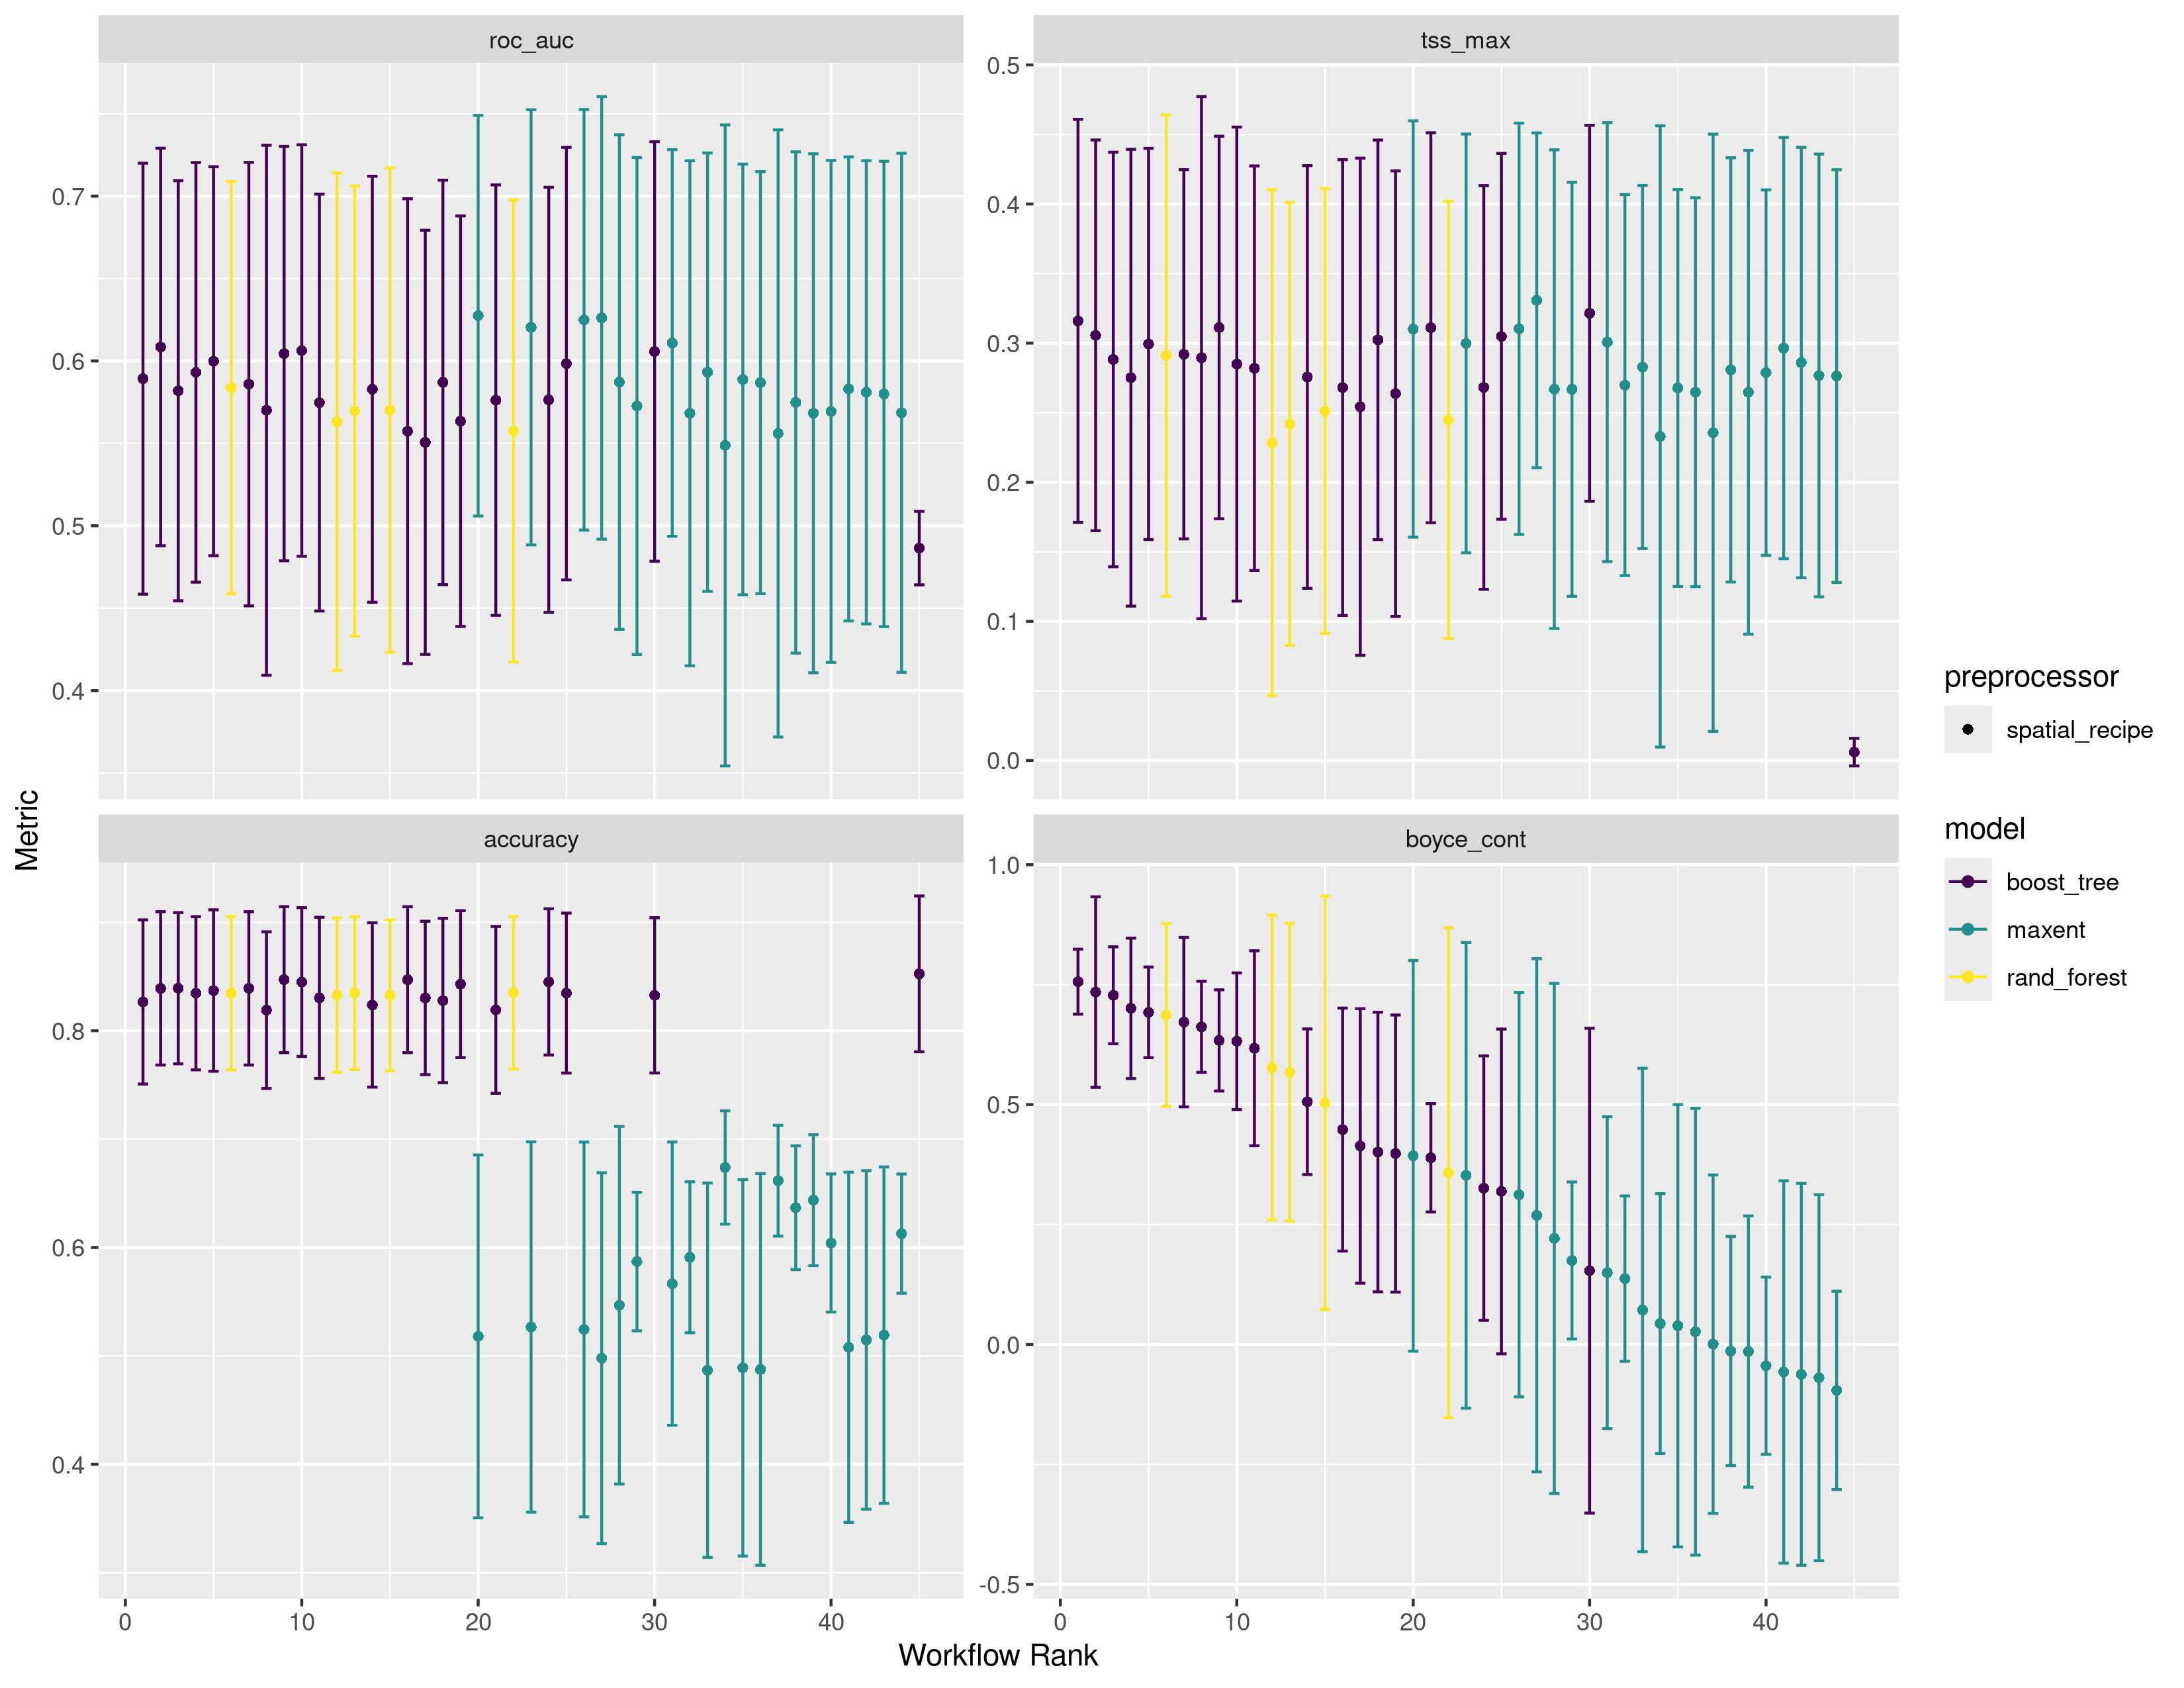 roc_auc
tss_max
0.7
0.6
0.5
0.4
0.5
0.4
0.3
0.2
0.1
0.0
accuracy
boyce_cont
0.8
0.6
0.4
1.0
0.5
0.0
-0.5
0 10 20 30 40
0 10 20 30 40
Metric
Workflow Rank
preprocessor
spatial_recipe
model
boost_tree
maxent
rand_forest